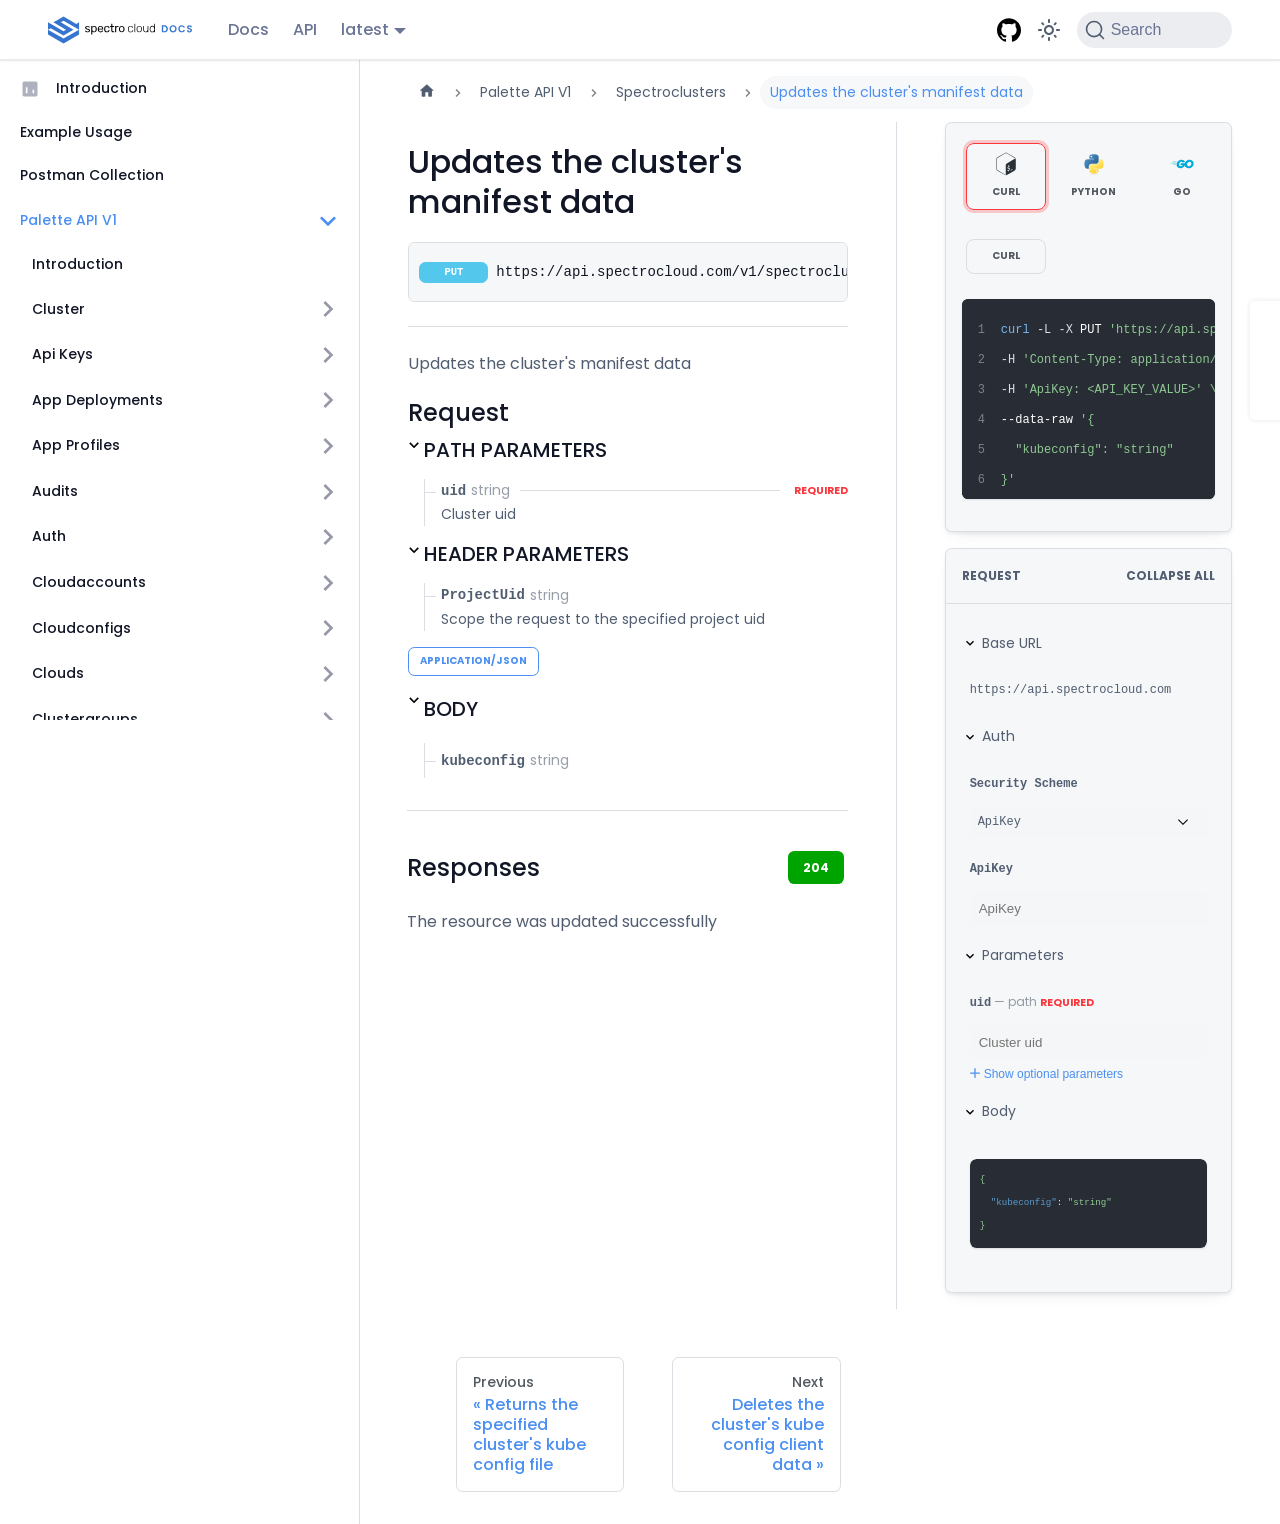 spectro cloud DOCS
Docs
API
latest
Search
Introduction
Example Usage
Postman Collection
Palette API V1
Introduction
Cluster
Api Keys
App Deployments
App Profiles
Audits
Auth
Cloudaccounts
Cloudconfigs
Clouds
Clustergroups
Palette API V1
Spectroclusters
Updates the cluster's manifest data
Updates the cluster's
manifest data
PUT https://api.spectrocloud.com/v1/spectroclu
Updates the cluster's manifest data
Request
PATH PARAMETERS
uid string REQUIRED
Cluster uid
HEADER PARAMETERS
ProjectUid string
Scope the request to the specified project uid
APPLICATION/JSON
BODY
kubeconfig string
Responses
204
The resource was updated successfully
CURL
PYTHON
GO
CURL
1 curl -L -X PUT 'https://api.sp
2 -H 'Content-Type: application/
3 -H 'ApiKey: <API_KEY_VALUE>' \
4 --data-raw '{
5 "kubeconfig": "string"
6 }'
REQUEST
COLLAPSE ALL
Base URL
https://api.spectrocloud.com
Auth
Security Scheme
ApiKey
ApiKey
ApiKey
Parameters
uid — path REQUIRED
Cluster uid
Show optional parameters
Body
{
"kubeconfig": "string"
}
Previous
« Returns the
specified
cluster's kube
config file
Next
Deletes the
cluster's kube
config client
data »